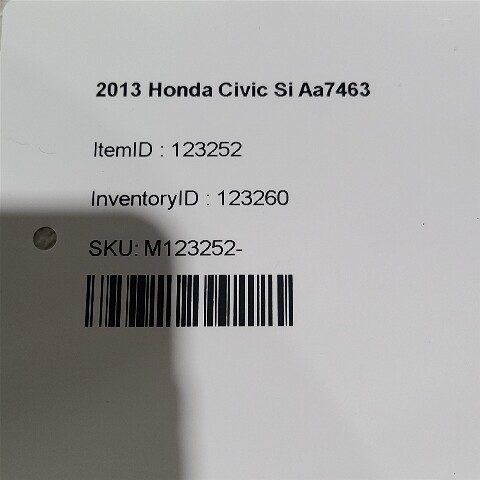 2013 Honda Civic Si Aa7463
ItemID : 123252
InventoryID : 123260
SKU: M123252-